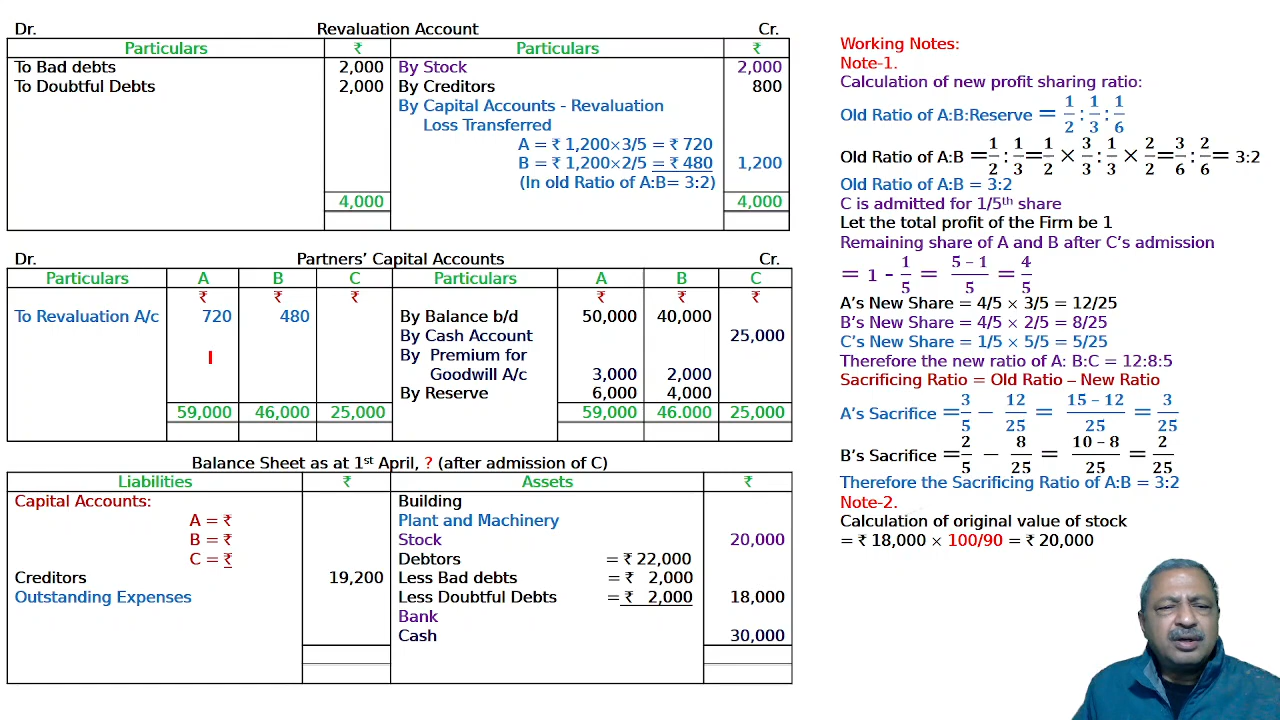 Dr. Revaluation Account Cr.
Particulars ₹ Particulars ₹
To Bad debts 2,000 By Stock 2,000
To Doubtful Debts 2,000 By Creditors 800
By Capital Accounts - Revaluation
Loss Transferred
A = ₹ 1,200×3/5 = ₹ 720
B = ₹ 1,200×2/5 = ₹ 480 1,200
(In old Ratio of A:B= 3:2)
4,000 4,000
Dr. Partners’ Capital Accounts Cr.
Particulars A B C Particulars A B C
₹ ₹ ₹ ₹ ₹ ₹
To Revaluation A/c 720 480 By Balance b/d 50,000 40,000
By Cash Account 25,000
By Premium for
Goodwill A/c 3,000 2,000
By Reserve 6,000 4,000
59,000 46,000 25,000 59,000 46.000 25,000
Balance Sheet as at 1st April, ? (after admission of C)
Liabilities ₹ Assets ₹
Capital Accounts: Building
A = ₹ Plant and Machinery
B = ₹ Stock 20,000
C = ₹ Debtors = ₹ 22,000
Creditors 19,200 Less Bad debts = ₹ 2,000
Outstanding Expenses Less Doubtful Debts = ₹ 2,000 18,000
Bank
Cash 30,000
Working Notes:
Note-1.
Calculation of new profit sharing ratio:
Old Ratio of A:B:Reserve = 1/2 : 1/3 : 1/6
Old Ratio of A:B = 1/2 : 1/3 = 1/2 × 3/3 : 1/3 × 2/2 = 3/6 : 2/6 = 3:2
Old Ratio of A:B = 3:2
C is admitted for 1/5th share
Let the total profit of the Firm be 1
Remaining share of A and B after C’s admission
= 1 - 1/5 = 5 – 1/5 = 4/5
A’s New Share = 4/5 × 3/5 = 12/25
B’s New Share = 4/5 × 2/5 = 8/25
C’s New Share = 1/5 × 5/5 = 5/25
Therefore the new ratio of A: B:C = 12:8:5
Sacrificing Ratio = Old Ratio – New Ratio
A’s Sacrifice = 3/5 – 12/25 = 15 – 12/25 = 3/25
B’s Sacrifice = 2/5 – 8/25 = 10 – 8/25 = 2/25
Therefore the Sacrificing Ratio of A:B = 3:2
Note-2.
Calculation of original value of stock
= ₹ 18,000 × 100/90 = ₹ 20,000